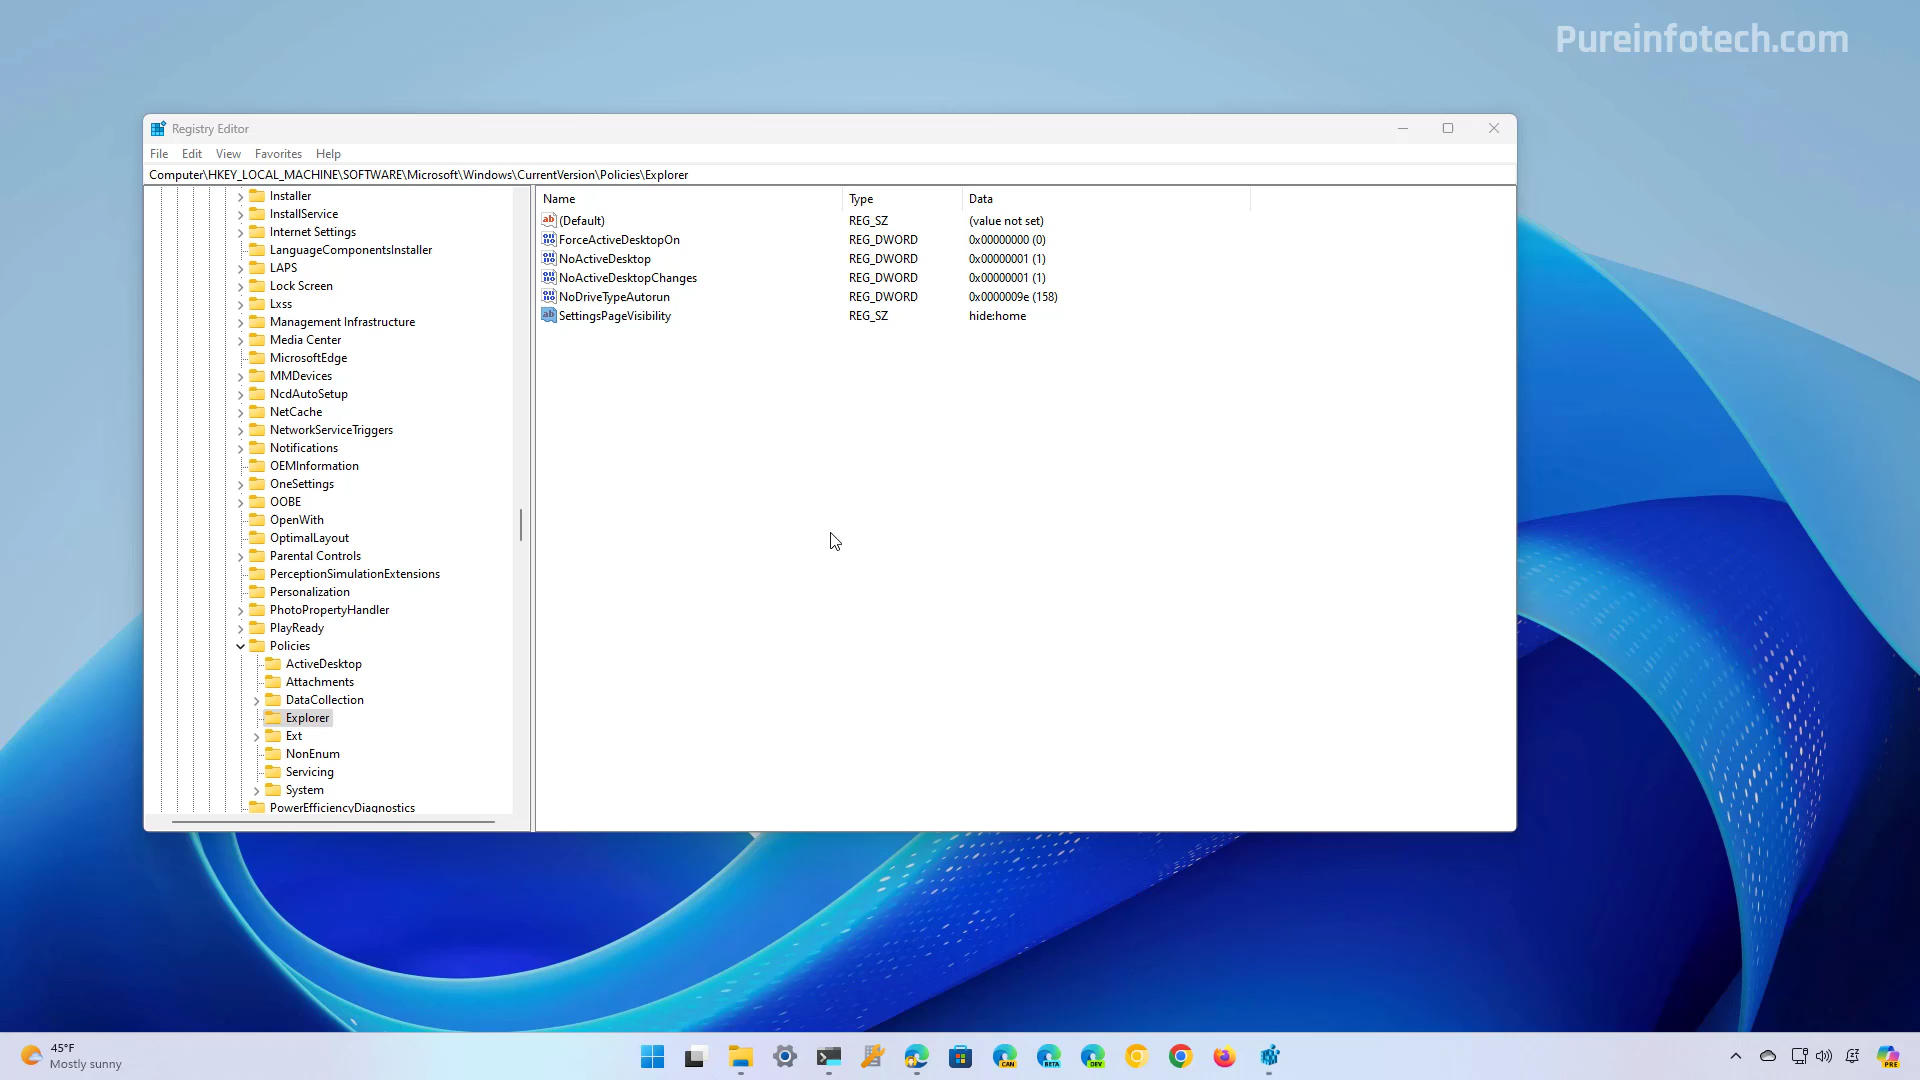 Pureinfotech.com
Registry Editor
File Edit View Favorites Help
Computer\HKEY_LOCAL_MACHINE\SOFTWARE\Microsoft\Windows\CurrentVersion\Policies\Explorer
Installer
InstallService
Internet Settings
LanguageComponentsInstaller
LAPS
Lock Screen
Lxss
Management Infrastructure
Media Center
MicrosoftEdge
MMDevices
NcdAutoSetup
NetCache
NetworkServiceTriggers
Notifications
OEMInformation
OneSettings
OOBE
OpenWith
OptimalLayout
Parental Controls
PerceptionSimulationExtensions
Personalization
PhotoPropertyHandler
PlayReady
Policies
ActiveDesktop
Attachments
DataCollection
Explorer
Ext
NonEnum
Servicing
System
PowerEfficiencyDiagnostics
Name Type Data
(Default) REG_SZ (value not set)
ForceActiveDesktopOn REG_DWORD 0x00000000 (0)
NoActiveDesktop REG_DWORD 0x00000001 (1)
NoActiveDesktopChanges REG_DWORD 0x00000001 (1)
NoDriveTypeAutorun REG_DWORD 0x0000009e (158)
SettingsPageVisibility REG_SZ hide:home
45°F
Mostly sunny
CAN
BETA
DEV
PRE